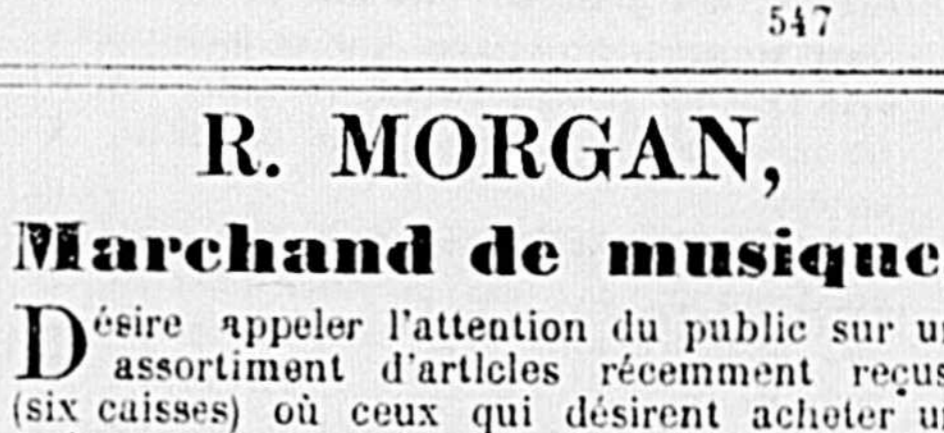 547
R. MORGAN,
Marchand de musique
Désire appeler l'attention du public sur
assortiment d'articles récemment reçus
(six caisses) où ceux qui désirent acheter